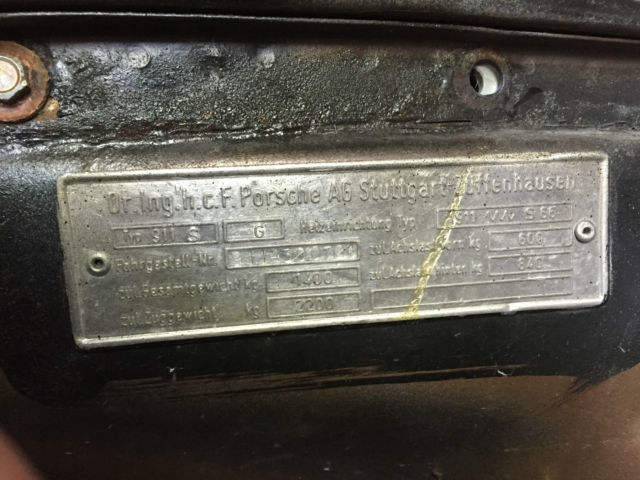 Dr. Ing. h. c. F. Porsche AG Stuttgart-Zuffenhausen
Typ 911 S G Heizeinrichtung Typ S 66
Fahrgestell-Nr. zul. Achslast vorn kg 600
zul. Gesamtgewicht kg 1400 zul. Achslast hinten kg 840
zul. Zuggewicht kg 2200